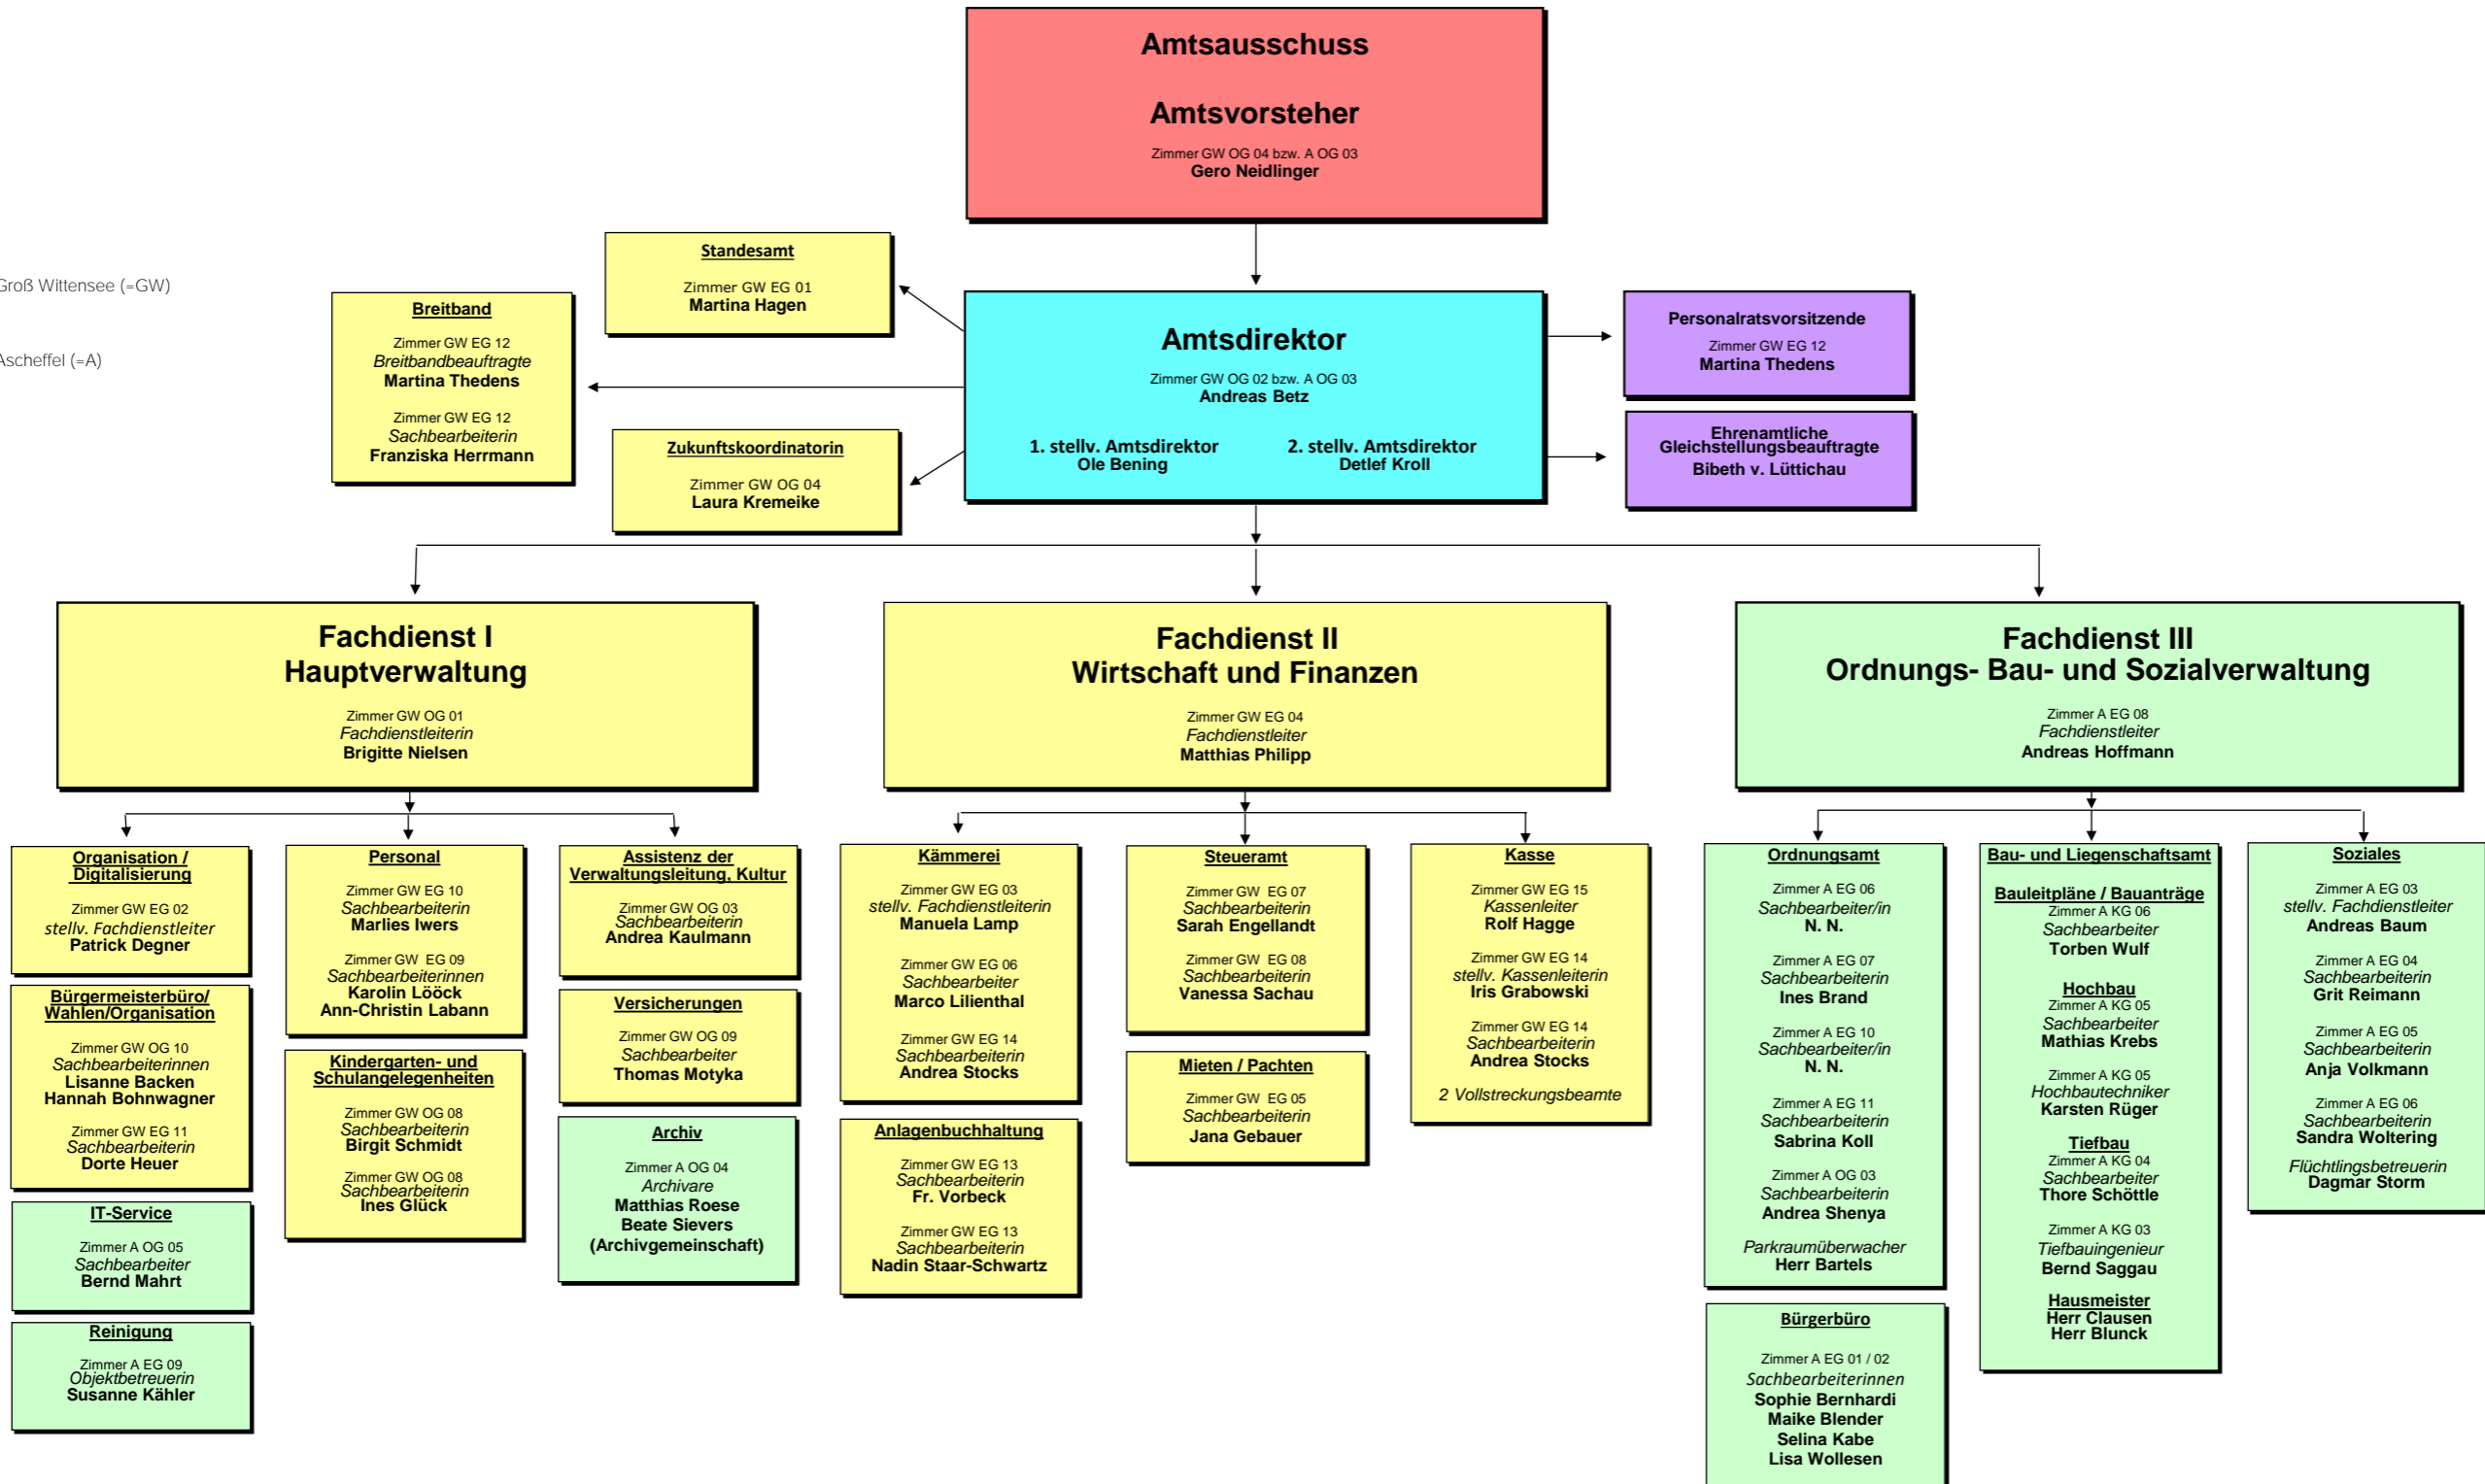 Amtsausschuss
Amtsvorsteher
Zimmer GW OG 04 bzw. A OG 03
Gero Neidlinger
Groß Wittensee (=GW)
Ascheffel (=A)
Standesamt
Zimmer GW EG 01
Martina Hagen
Breitband
Zimmer GW EG 12
Breitbandbeauftragte
Martina Thedens
Zimmer GW EG 12
Sachbearbeiterin
Franziska Herrmann
Zukunftskoordinatorin
Zimmer GW OG 04
Laura Kremeike
Amtsdirektor
Zimmer GW OG 02 bzw. A OG 03
Andreas Betz
1. stellv. Amtsdirektor
Ole Bening
2. stellv. Amtsdirektor
Detlef Kroll
Personalratsvorsitzende
Zimmer GW EG 12
Martina Thedens
Ehrenamtliche
Gleichstellungsbeauftragte
Bibeth v. Lüttichau
Fachdienst I
Hauptverwaltung
Zimmer GW OG 01
Fachdienstleiterin
Brigitte Nielsen
Fachdienst II
Wirtschaft und Finanzen
Zimmer GW EG 04
Fachdienstleiter
Matthias Philipp
Fachdienst III
Ordnungs- Bau- und Sozialverwaltung
Zimmer A EG 08
Fachdienstleiter
Andreas Hoffmann
Organisation /
Digitalisierung
Zimmer GW EG 02
stellv. Fachdienstleiter
Patrick Degner
Bürgermeisterbüro/
Wahlen/Organisation
Zimmer GW OG 10
Sachbearbeiterinnen
Lisanne Backen
Hannah Bohnwagner
Zimmer GW EG 11
Sachbearbeiterin
Dorte Heuer
IT-Service
Zimmer A OG 05
Sachbearbeiter
Bernd Mahrt
Reinigung
Zimmer A EG 09
Objektbetreuerin
Susanne Kähler
Personal
Zimmer GW EG 10
Sachbearbeiterin
Marlies Iwers
Zimmer GW  EG 09
Sachbearbeiterinnen
Karolin Lööck
Ann-Christin Labann
Kindergarten- und
Schulangelegenheiten
Zimmer GW OG 08
Sachbearbeiterin
Birgit Schmidt
Zimmer GW OG 08
Sachbearbeiterin
Ines Glück
Assistenz der
Verwaltungsleitung, Kultur
Zimmer GW OG 03
Sachbearbeiterin
Andrea Kaulmann
Versicherungen
Zimmer GW OG 09
Sachbearbeiter
Thomas Motyka
Archiv
Zimmer A OG 04
Archivare
Matthias Roese
Beate Sievers
(Archivgemeinschaft)
Kämmerei
Zimmer GW EG 03
stellv. Fachdienstleiterin
Manuela Lamp
Zimmer GW EG 06
Sachbearbeiter
Marco Lilienthal
Zimmer GW EG 14
Sachbearbeiterin
Andrea Stocks
Anlagenbuchhaltung
Zimmer GW EG 13
Sachbearbeiterin
Fr. Vorbeck
Zimmer GW EG 13
Sachbearbeiterin
Nadin Staar-Schwartz
Steueramt
Zimmer GW  EG 07
Sachbearbeiterin
Sarah Engellandt
Zimmer GW  EG 08
Sachbearbeiterin
Vanessa Sachau
Mieten / Pachten
Zimmer GW  EG 05
Sachbearbeiterin
Jana Gebauer
Kasse
Zimmer GW EG 15
Kassenleiter
Rolf Hagge
Zimmer GW EG 14
stellv. Kassenleiterin
Iris Grabowski
Zimmer GW EG 14
Sachbearbeiterin
Andrea Stocks
2 Vollstreckungsbeamte
Ordnungsamt
Zimmer A EG 06
Sachbearbeiter/in
N. N.
Zimmer A EG 07
Sachbearbeiterin
Ines Brand
Zimmer A EG 10
Sachbearbeiter/in
N. N.
Zimmer A EG 11
Sachbearbeiterin
Sabrina Koll
Zimmer A OG 03
Sachbearbeiterin
Andrea Shenya
Parkraumüberwacher
Herr Bartels
Bürgerbüro
Zimmer A EG 01 / 02
Sachbearbeiterinnen
Sophie Bernhardi
Maike Blender
Selina Kabe
Lisa Wollesen
Bau- und Liegenschaftsamt
Bauleitpläne / Bauanträge
Zimmer A KG 06
Sachbearbeiter
Torben Wulf
Hochbau
Zimmer A KG 05
Sachbearbeiter
Mathias Krebs
Zimmer A KG 05
Hochbautechniker
Karsten Rüger
Tiefbau
Zimmer A KG 04
Sachbearbeiter
Thore Schöttle
Zimmer A KG 03
Tiefbauingenieur
Bernd Saggau
Hausmeister
Herr Clausen
Herr Blunck
Soziales
Zimmer A EG 03
stellv. Fachdienstleiter
Andreas Baum
Zimmer A EG 04
Sachbearbeiterin
Grit Reimann
Zimmer A EG 05
Sachbearbeiterin
Anja Volkmann
Zimmer A EG 06
Sachbearbeiterin
Sandra Woltering
Flüchtlingsbetreuerin
Dagmar Storm